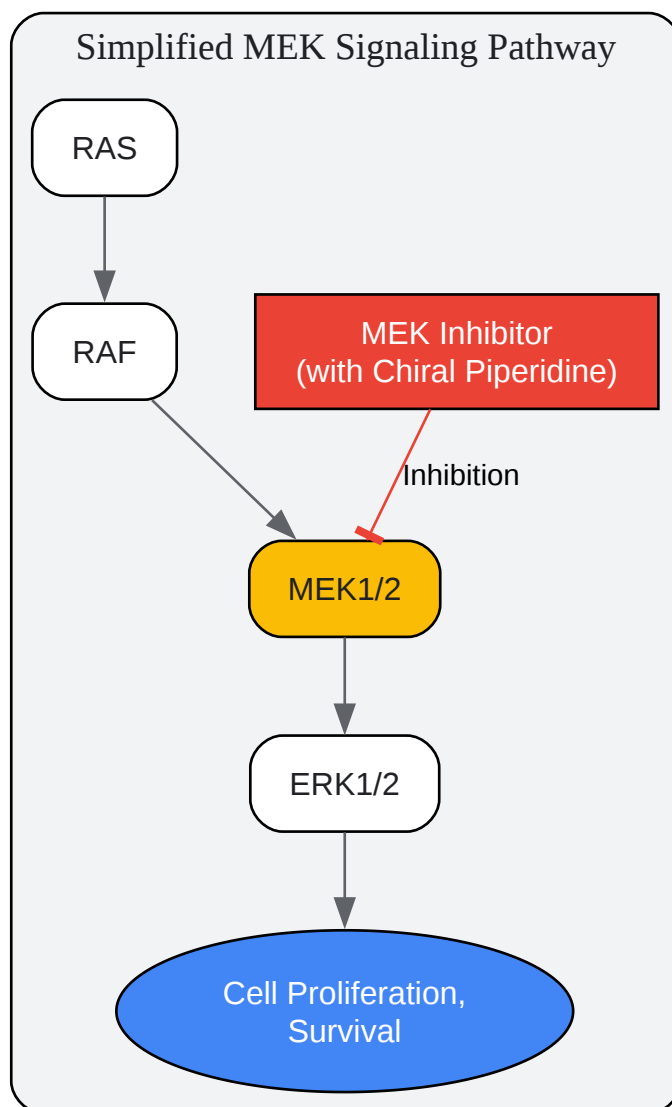 Simplified MEK Signaling Pathway
RAS
RAF
MEK Inhibitor
(with Chiral Piperidine)
Inhibition
MEK1/2
ERK1/2
Cell Proliferation,
Survival